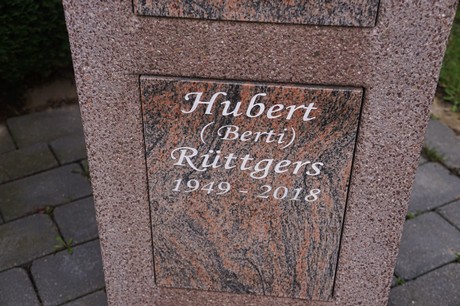 Hubert
( Berti)
Rüttgers
1949 - 2018